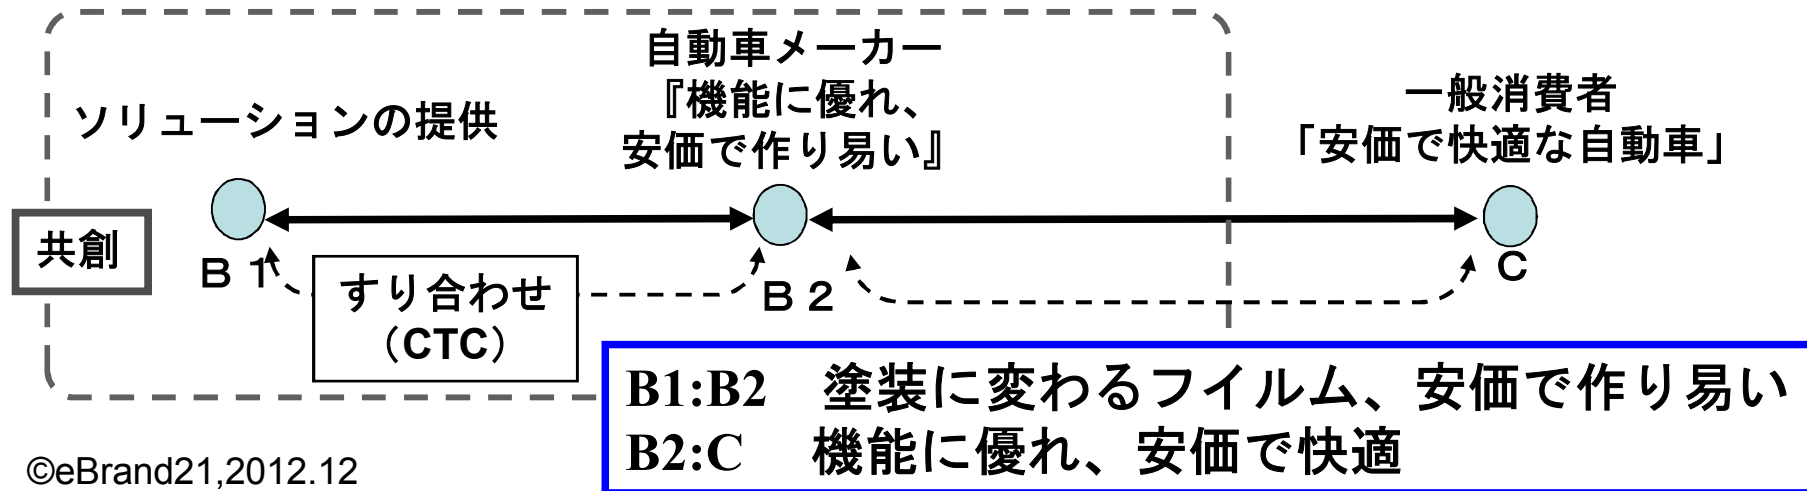 自動車メーカー
『機能に優れ、
安価で作り易い』
ソリューションの提供
一般消費者
「安価で快適な自動車」
共創
B 1
すり合わせ
（CTC）
B 2
C
B1:B2 塗装に変わるフイルム、安価で作り易い
B2:C 機能に優れ、安価で快適
©eBrand21,2012.12